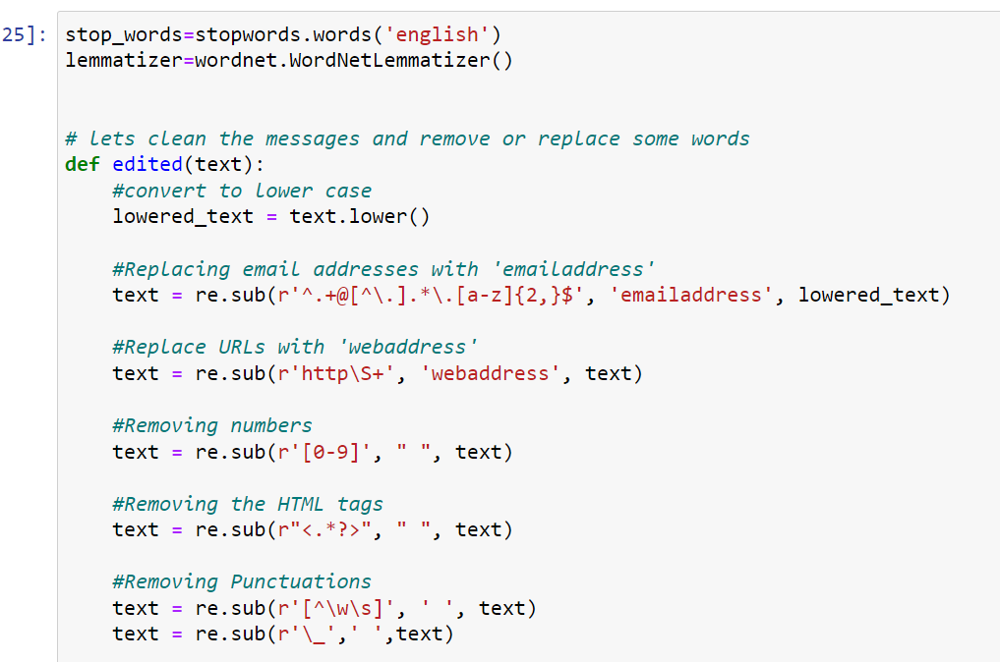 25]: stop_words=stopwords.words('english')
lemmatizer=wordnet.WordNetLemmatizer()
# Lets clean the messages and remove or replace some words
def edited(text):
    #convert to lower case
    lowered_text = text.lower()
    #Replacing email addresses with 'emailaddress'
    text = re.sub(r'^.+@[^\.].*\.[a-z]{2,}$', 'emailaddress', lowered_text)
    #Replace URLs with 'webaddress'
    text = re.sub(r'http\S+', 'webaddress', text)
    #Removing numbers
    text = re.sub(r'[0-9]', " ", text)
    #Removing the HTML tags
    text = re.sub(r"<.*?>", " ", text)
    #Removing Punctuations
    text = re.sub(r'[^\w\s]', ' ', text)
    text = re.sub(r'\_',' ',text)